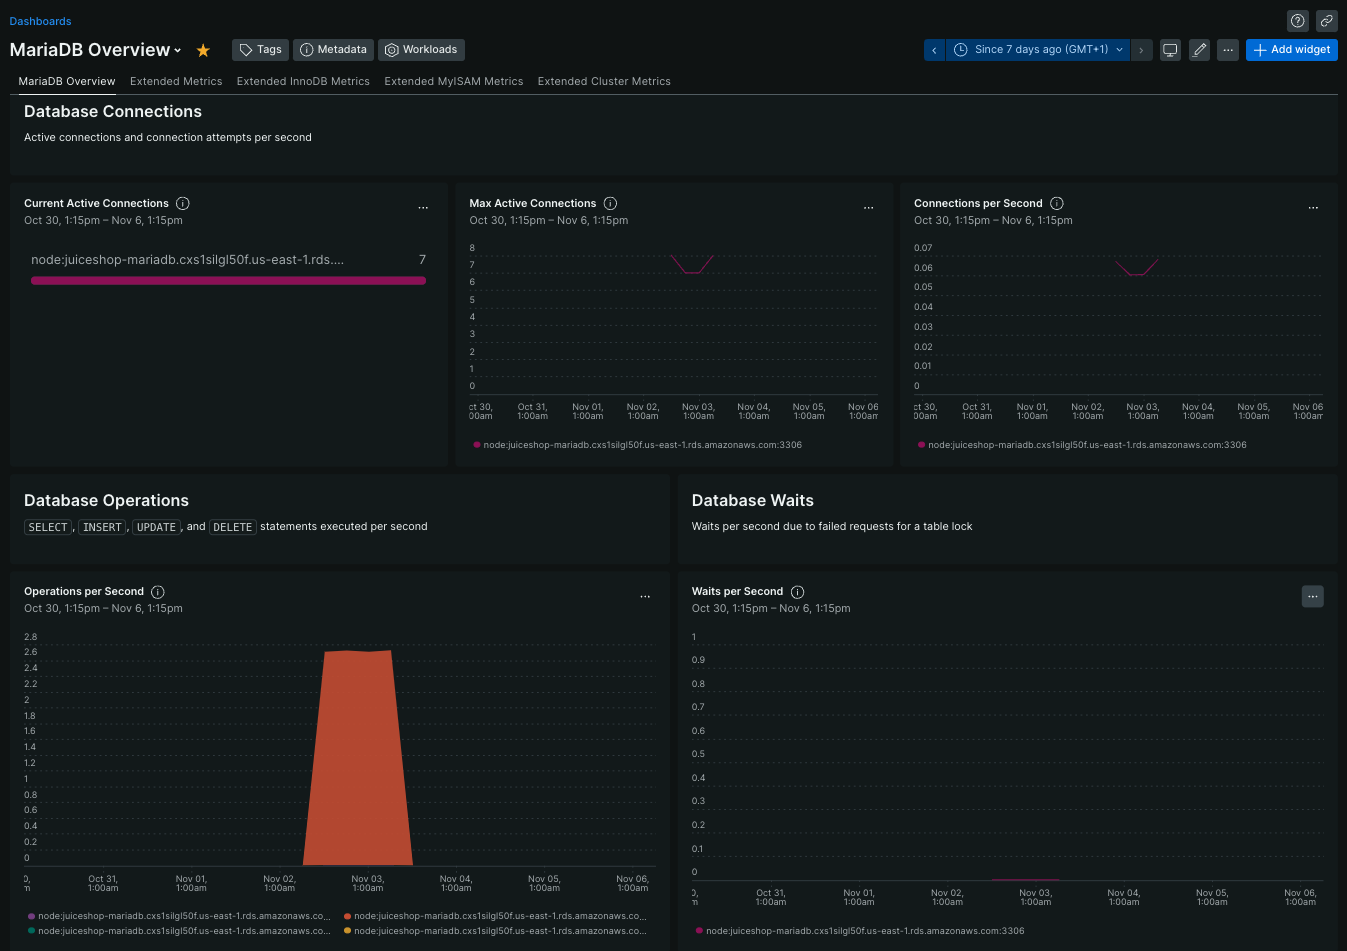 Dashboards
MariaDB Overview
Tags
Metadata
Workloads
Since 7 days ago (GMT+1)
Add widget
MariaDB Overview
Extended Metrics
Extended InnoDB Metrics
Extended MyISAM Metrics
Extended Cluster Metrics
Database Connections
Active connections and connection attempts per second
Current Active Connections
Oct 30, 1:15pm – Nov 6, 1:15pm
node:juiceshop-mariadb.cxs1silgl50f.us-east-1.rds.... 7
Max Active Connections
Oct 30, 1:15pm – Nov 6, 1:15pm
8
7
6
5
4
3
2
1
0
ct 30, 00am
Oct 31, 1:00am
Nov 01, 1:00am
Nov 02, 1:00am
Nov 03, 1:00am
Nov 04, 1:00am
Nov 05, 1:00am
Nov 06 1:00am
node:juiceshop-mariadb.cxs1silgl50f.us-east-1.rds.amazonaws.com:3306
Connections per Second
Oct 30, 1:15pm – Nov 6, 1:15pm
0.07
0.06
0.05
0.04
0.03
0.02
0.01
0
ct 30, 00am
Oct 31, 1:00am
Nov 01, 1:00am
Nov 02, 1:00am
Nov 03, 1:00am
Nov 04, 1:00am
Nov 05, 1:00am
Nov 06 1:00am
node:juiceshop-mariadb.cxs1silgl50f.us-east-1.rds.amazonaws.com:3306
Database Operations
SELECT, INSERT, UPDATE, and DELETE statements executed per second
Database Waits
Waits per second due to failed requests for a table lock
Operations per Second
Oct 30, 1:15pm – Nov 6, 1:15pm
2.8
2.6
2.4
2.2
2
1.8
1.6
1.4
1.2
1
0.8
0.6
0.4
0.2
0
0, m
Oct 31, 1:00am
Nov 01, 1:00am
Nov 02, 1:00am
Nov 03, 1:00am
Nov 04, 1:00am
Nov 05, 1:00am
Nov 06, 1:00am
node:juiceshop-mariadb.cxs1silgl50f.us-east-1.rds.amazonaws.co...
node:juiceshop-mariadb.cxs1silgl50f.us-east-1.rds.amazonaws.co...
node:juiceshop-mariadb.cxs1silgl50f.us-east-1.rds.amazonaws.co...
node:juiceshop-mariadb.cxs1silgl50f.us-east-1.rds.amazonaws.co...
Waits per Second
Oct 30, 1:15pm – Nov 6, 1:15pm
1
0.9
0.8
0.7
0.6
0.5
0.4
0.3
0.2
0.1
0
0, m
Oct 31, 1:00am
Nov 01, 1:00am
Nov 02, 1:00am
Nov 03, 1:00am
Nov 04, 1:00am
Nov 05, 1:00am
Nov 06, 1:00am
node:juiceshop-mariadb.cxs1silgl50f.us-east-1.rds.amazonaws.com:3306